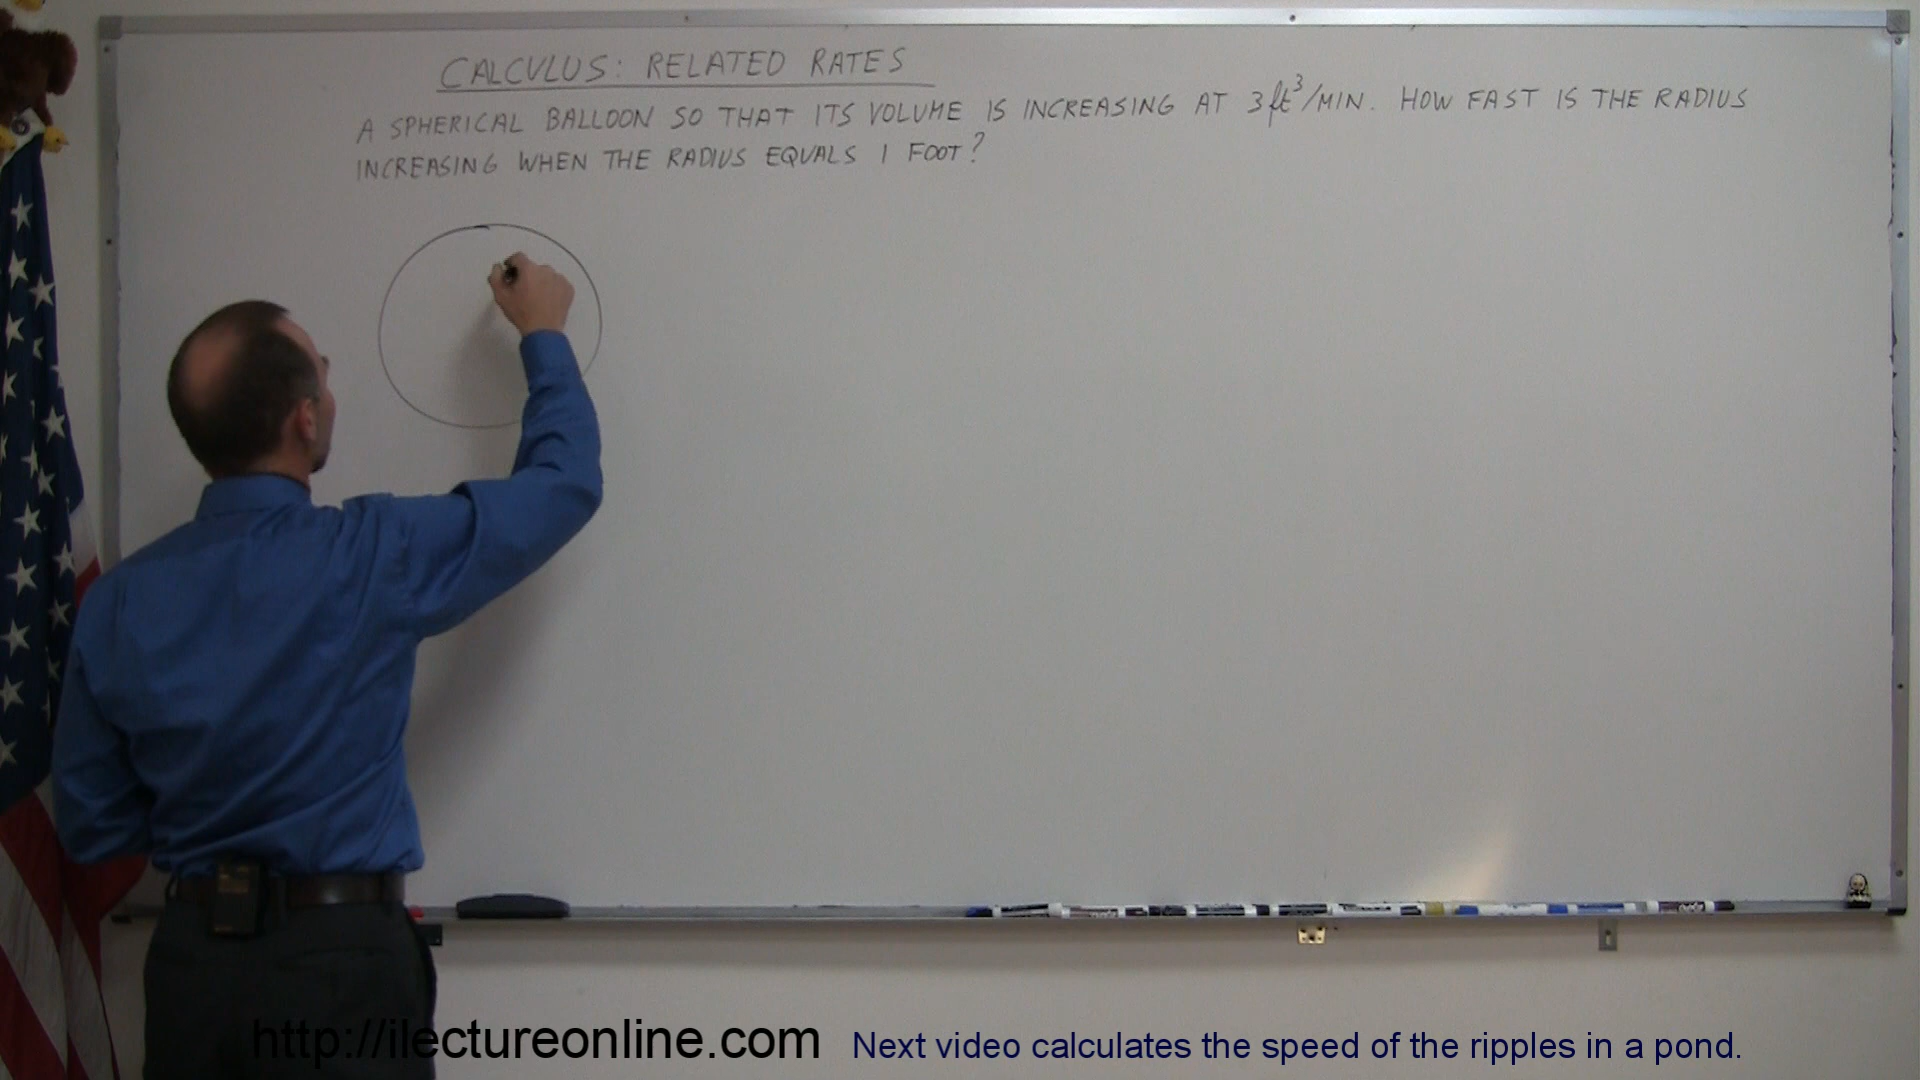 CALCULUS: RELATED RATES
A SPHERICAL BALLOON SO THAT ITS VOLUME IS INCREASING AT 3 ft³/MIN. HOW FAST IS THE RADIUS
INCREASING WHEN THE RADIUS EQUALS 1 FOOT?
http://ilectureonline.com Next video calculates the speed of the ripples in a pond.